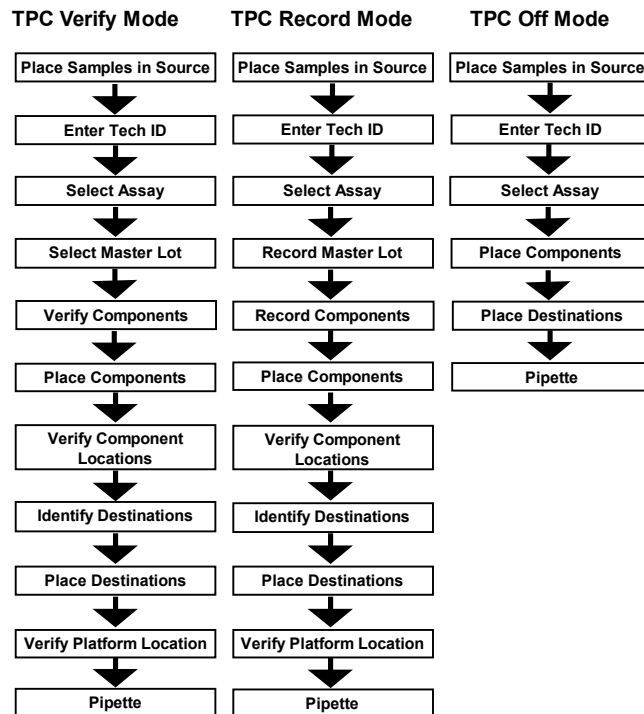 TPC Verify Mode
Place Samples in Source
Enter Tech ID
Select Assay
Select Master Lot
Verify Components
Place Components
Verify Component
Locations
Identify Destinations
Place Destinations
Verify Platform Location
Pipette
TPC Record Mode
Place Samples in Source
Enter Tech ID
Select Assay
Record Master Lot
Record Components
Place Components
Verify Component
Locations
Identify Destinations
Place Destinations
Verify Platform Location
Pipette
TPC Off Mode
Place Samples in Source
Enter Tech ID
Select Assay
Place Components
Place Destinations
Pipette